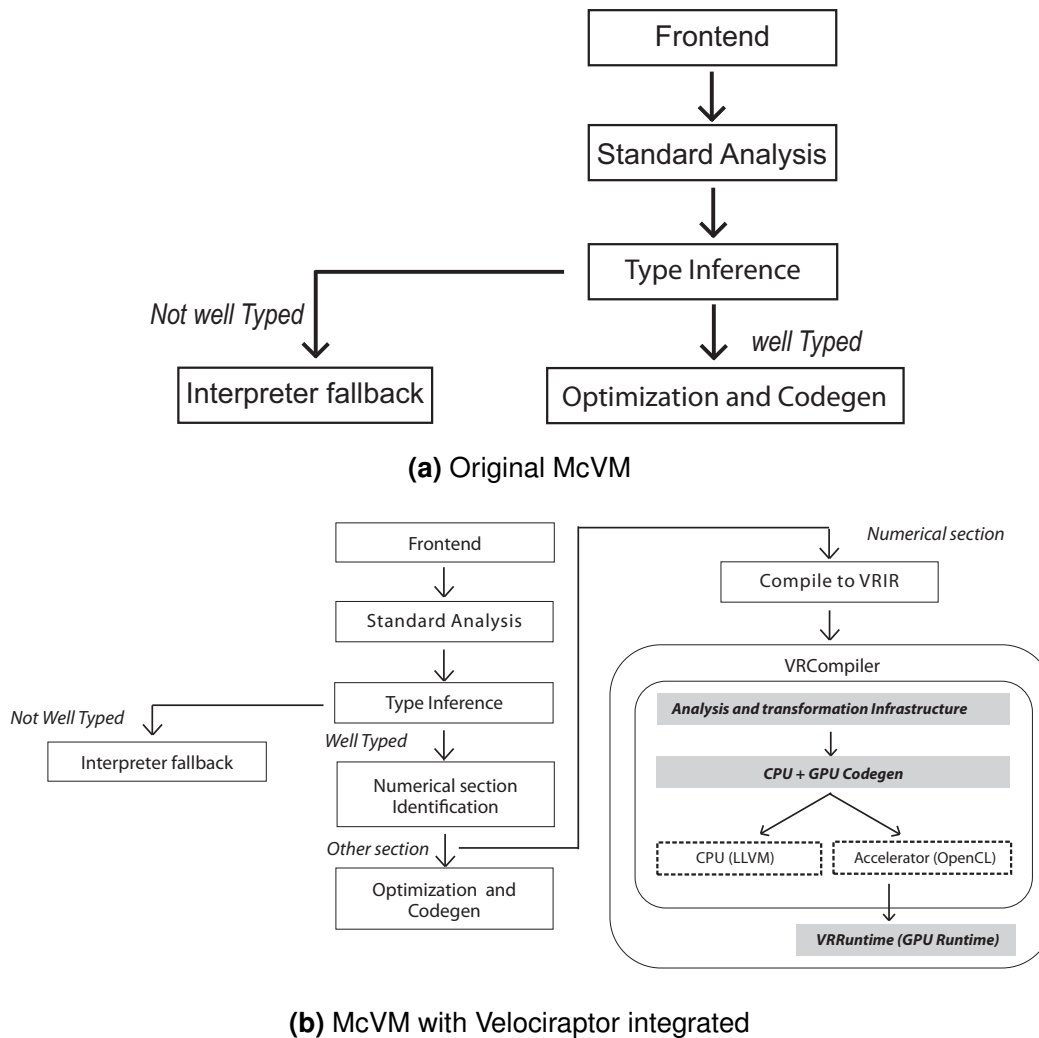 Frontend
Standard Analysis
Type Inference
Not well Typed
well Typed
Interpreter fallback
Optimization and Codegen
(a) Original McVM
Frontend
Standard Analysis
Type Inference
Not Well Typed
Well Typed
Interpreter fallback
Numerical section
Identification
Other section
Optimization and
Codegen
Numerical section
Compile to VRIR
VRCompiler
Analysis and transformation Infrastructure
CPU + GPU Codegen
CPU (LLVM)
Accelerator (OpenCL)
VRRuntime (GPU Runtime)
(b) McVM with Velociraptor integrated